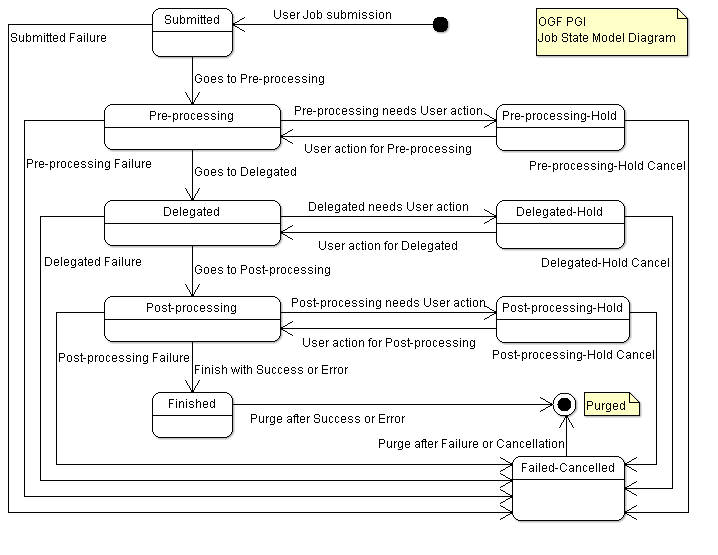 Submitted
User Job submission
OGF PGI
Job State Model Diagram
Submitted Failure
Goes to Pre-processing
Pre-processing
Pre-processing needs User action
Pre-processing-Hold
User action for Pre-processing
Pre-processing Failure
Pre-processing-Hold Cancel
Goes to Delegated
Delegated
Delegated needs User action
Delegated-Hold
User action for Delegated
Delegated Failure
Delegated-Hold Cancel
Goes to Post-processing
Post-processing
Post-processing needs User action
Post-processing-Hold
User action for Post-processing
Post-processing Failure
Post-processing-Hold Cancel
Finish with Success or Error
Finished
Purged
Purge after Success or Error
Purge after Failure or Cancellation
Failed-Cancelled